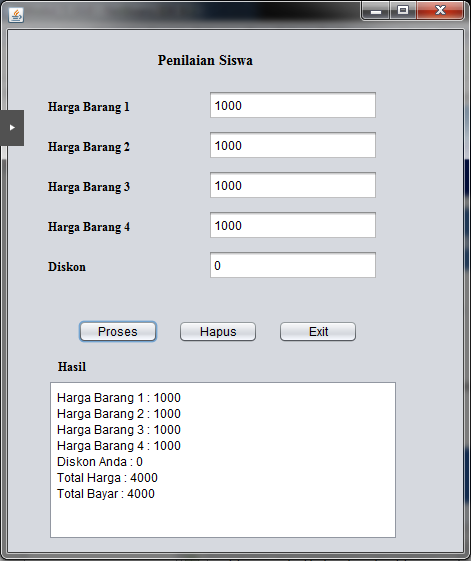 Penilaian Siswa
Harga Barang 1 1000
Harga Barang 2 1000
Harga Barang 3 1000
Harga Barang 4 1000
Diskon 0
Proses Hapus Exit
Hasil
Harga Barang 1 : 1000
Harga Barang 2 : 1000
Harga Barang 3 : 1000
Harga Barang 4 : 1000
Diskon Anda : 0
Total Harga : 4000
Total Bayar : 4000